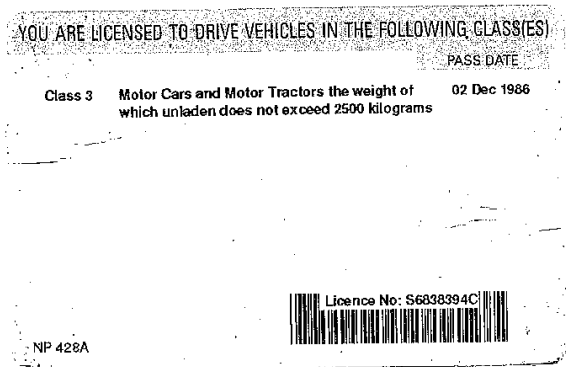 YOU ARE LICENSED TO DRIVE VEHICLES IN THE FOLLOWING CLASS(ES)
PASS DATE
Class 3 Motor Cars and Motor Tractors the weight of 02 Dec 1986
which unladen does not exceed 2500 kilograms
Licence No: S6838394C
NP 428A